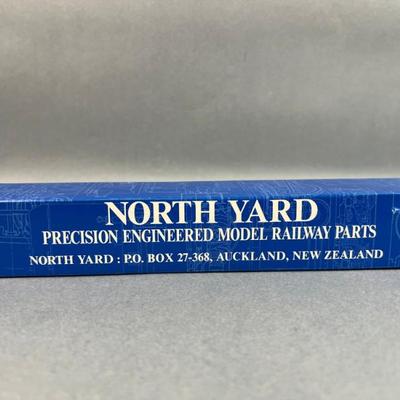 NORTH YARD
PRECISION ENGINEERED MODEL RAILWAY PARTS
NORTH YARD : P.O. BOX 27-368, AUCKLAND, NEW ZEALAND